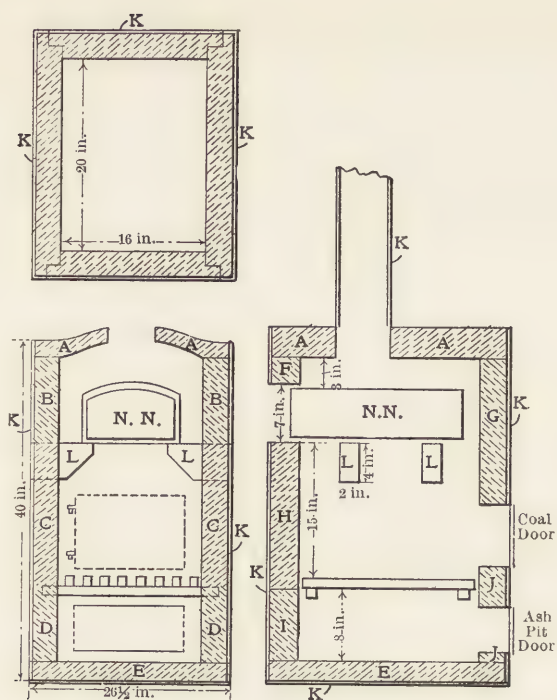 K
K
K
20 in.
16 in.
K
A
A
A
A
F
3 in.
B
B
G
K
K
N. N.
7 in.
N.N.
L
L
L
L
4 in.
2 in.
40 in.
C
C
H
15 in.
Coal
Door
K
K
J
D
D
I
8 in.
Ash
Pit
Door
J
E
E
26½ in.
K